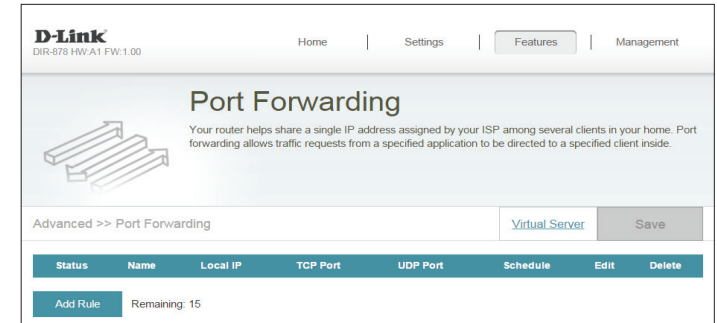 D-Link
DIR-878 HW:A1 FW:1.00
Home Settings Features Management
Port Forwarding
Your router helps share a single IP address assigned by your ISP among several clients in your home. Port
forwarding allows traffic requests from a specified application to be directed to a specified client inside.
Advanced >> Port Forwarding Virtual Server Save
Status Name Local IP TCP Port UDP Port Schedule Edit Delete
Add Rule Remaining: 15